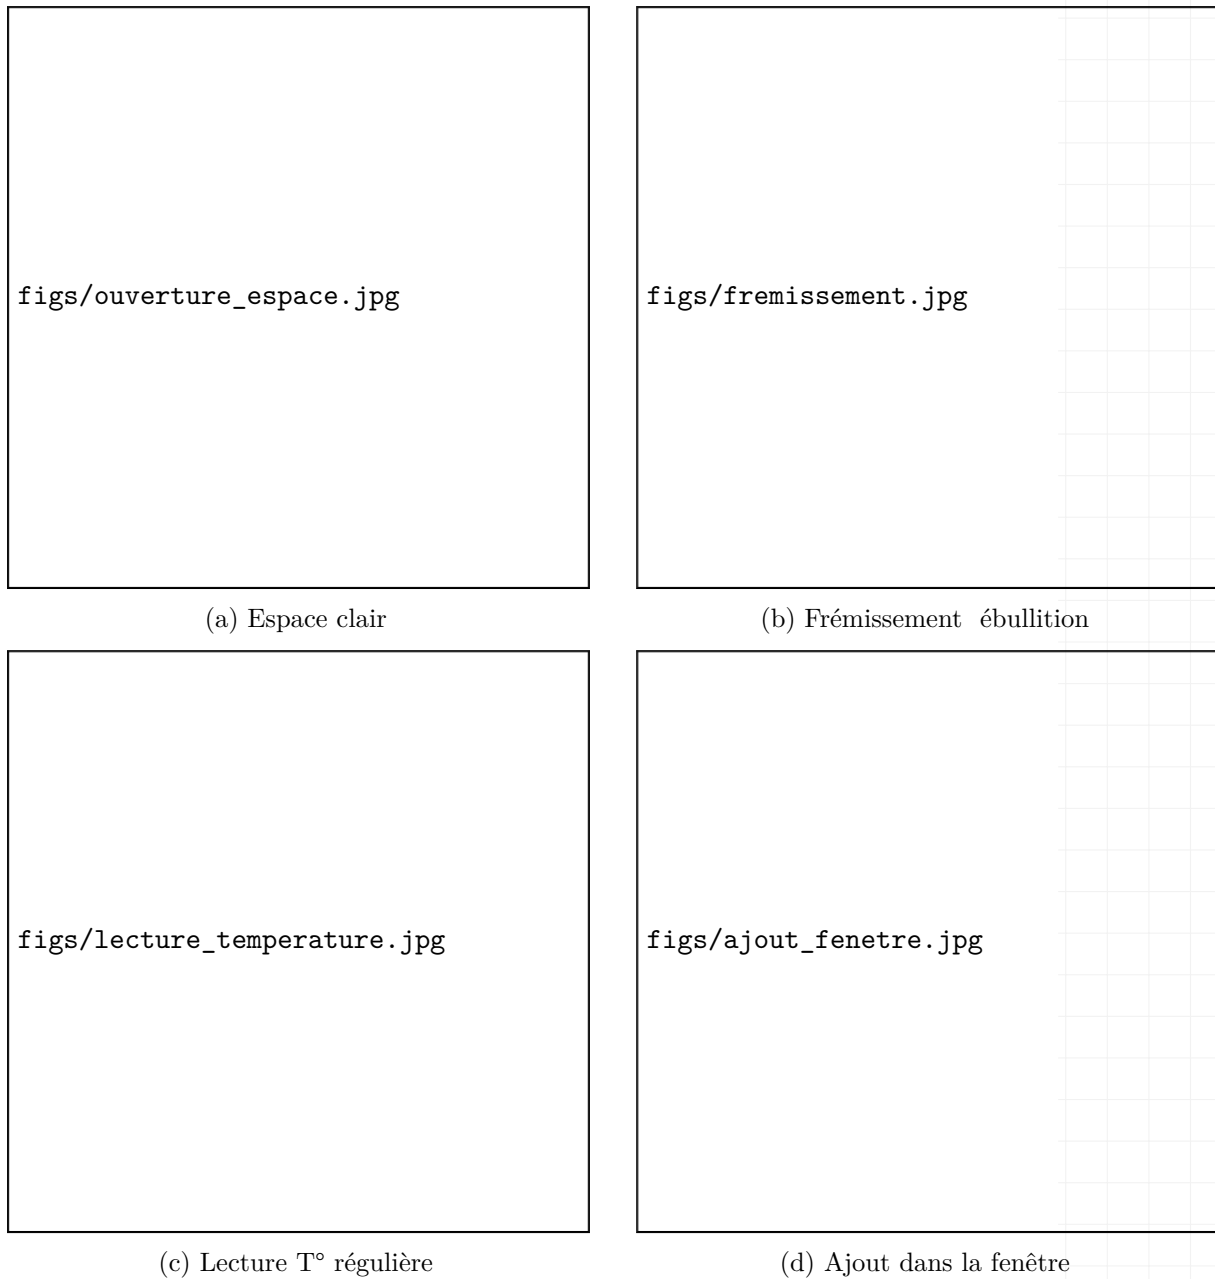 figs/ouverture_espace.jpg
figs/fremissement.jpg
(a) Espace clair
(b) Frémissement ébullition
figs/lecture_temperature.jpg
figs/ajout_fenetre.jpg
(c) Lecture T° régulière
(d) Ajout dans la fenêtre